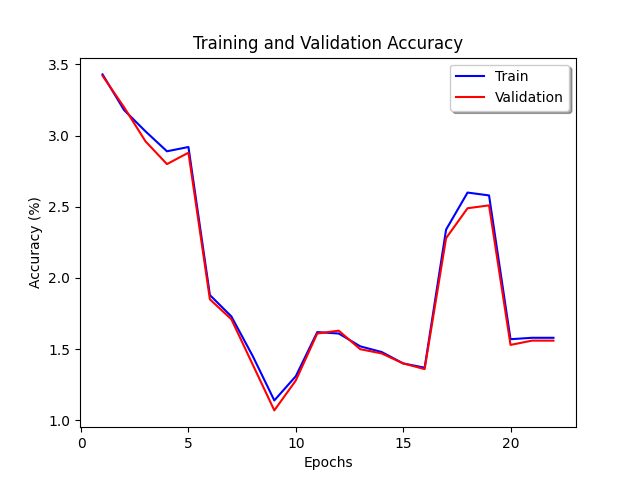 Training and Validation Accuracy
Train
Validation
Accuracy (%)
3.5
3.0
2.5
2.0
1.5
1.0
0 5 10 15 20
Epochs